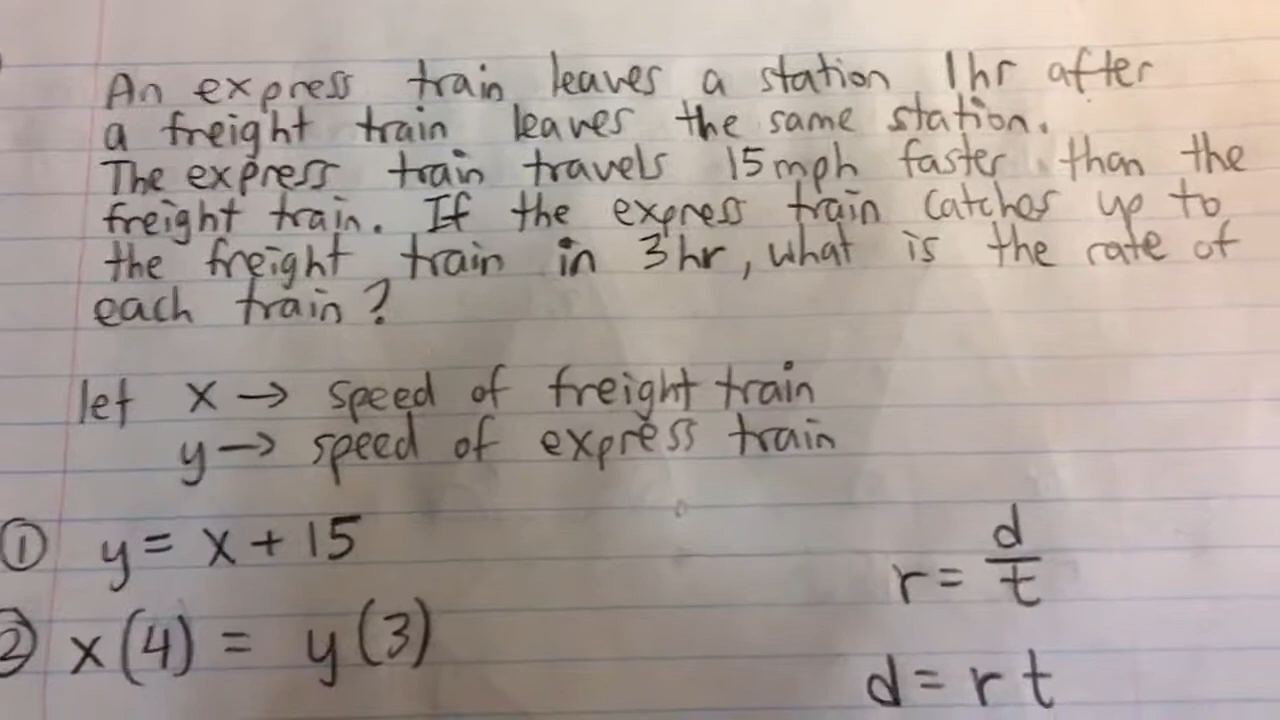 An express train leaves a station 1hr after
a freight train leaves the same station.
The express train travels 15mph faster than the
freight train. If the express train catches up to
the freight train in 3hr, what is the rate of
each train?
let x → speed of freight train
y → speed of express train
① y = x + 15
r = d/t
② x(4) = y(3)
d = r t